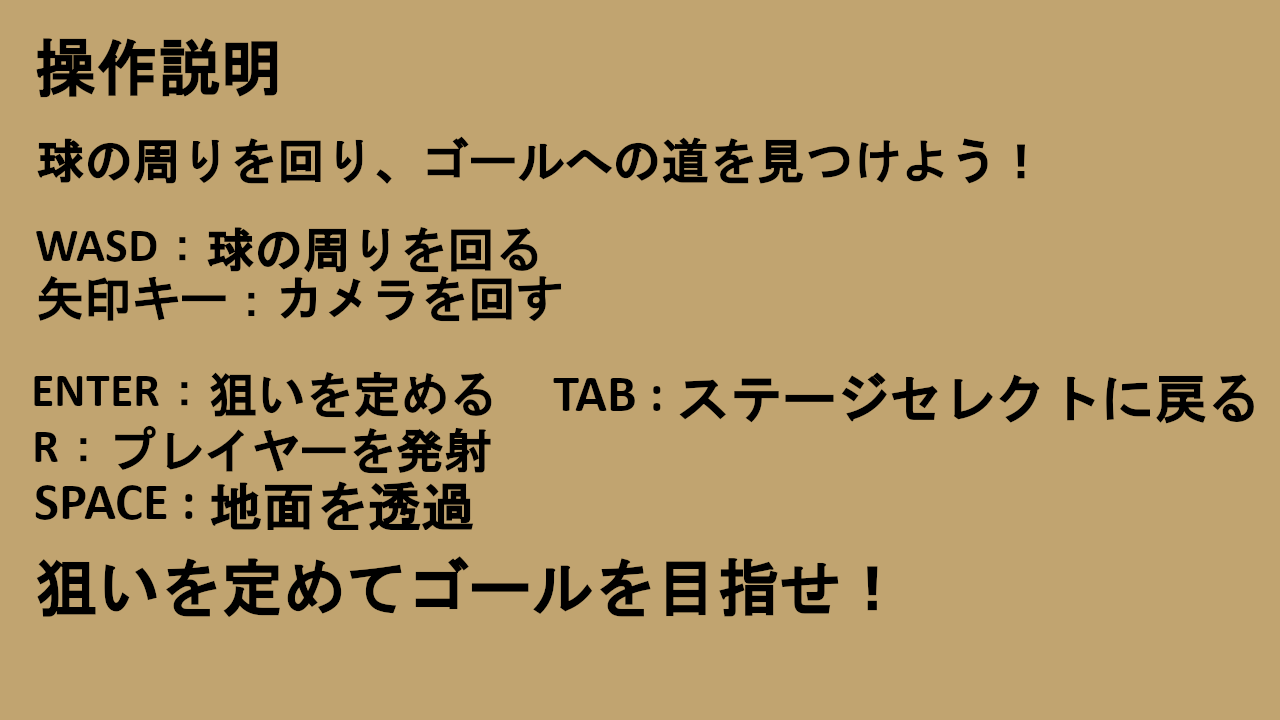 操作説明
球の周りを回り、ゴールへの道を見つけよう！
WASD：球の周りを回る
矢印キー：カメラを回す
ENTER：狙いを定める　TAB：ステージセレクトに戻る
R：プレイヤーを発射
SPACE：地面を透過
狙いを定めてゴールを目指せ！